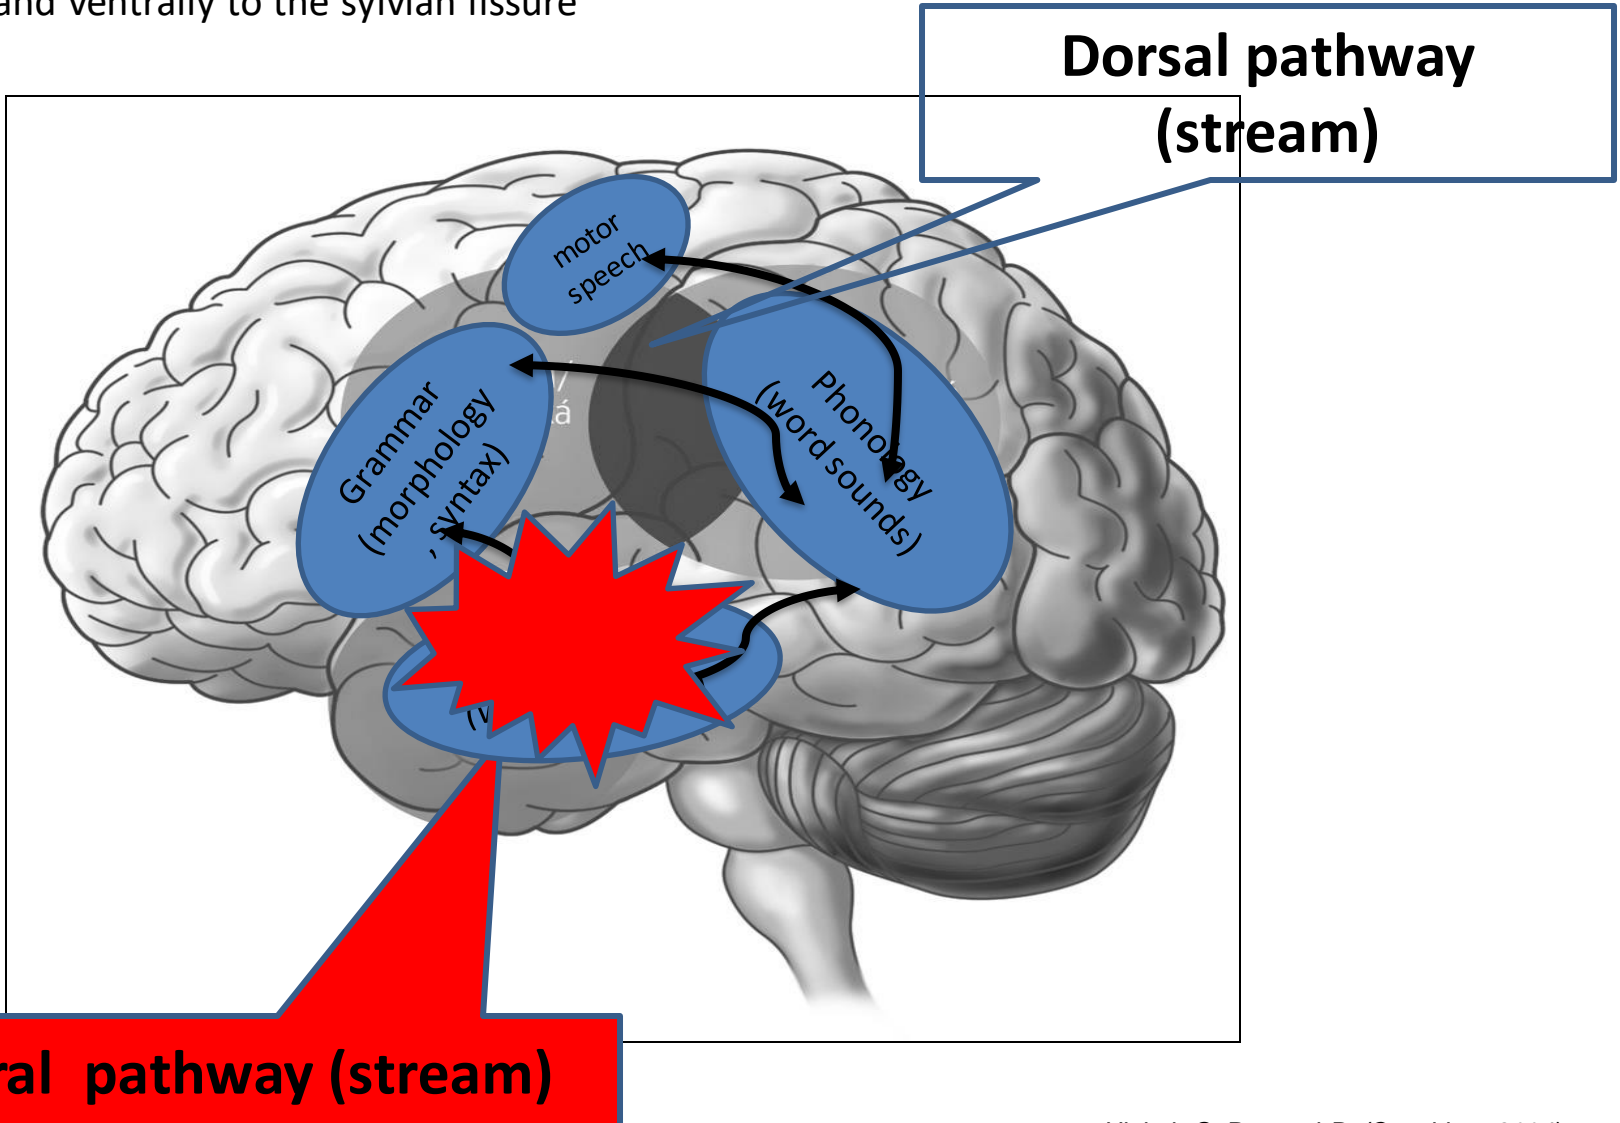 and ventrally to the sylvian fissure
Dorsal pathway
(stream)
motor
speech
Grammar
(morphology
, syntax)
Phonology
(word sounds)
pathway (stream)